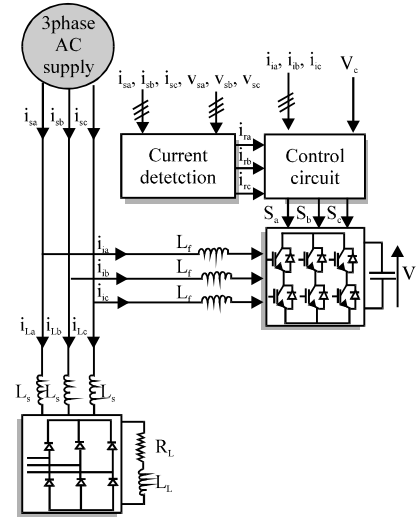 3phase
AC
supply
i_sa, i_sb, i_sc, v_sa, v_sb, v_sc
i_ia, i_ib, i_ic
V_c
i_sa i_sb i_sc
Current
detetction
i_ra
i_rb
i_rc
Control
circuit
S_a S_b S_c
i_ia L_f
i_ib L_f
i_ic L_f
V
i_La i_Lb i_Lc
L_s L_s L_s
R_L
L_L